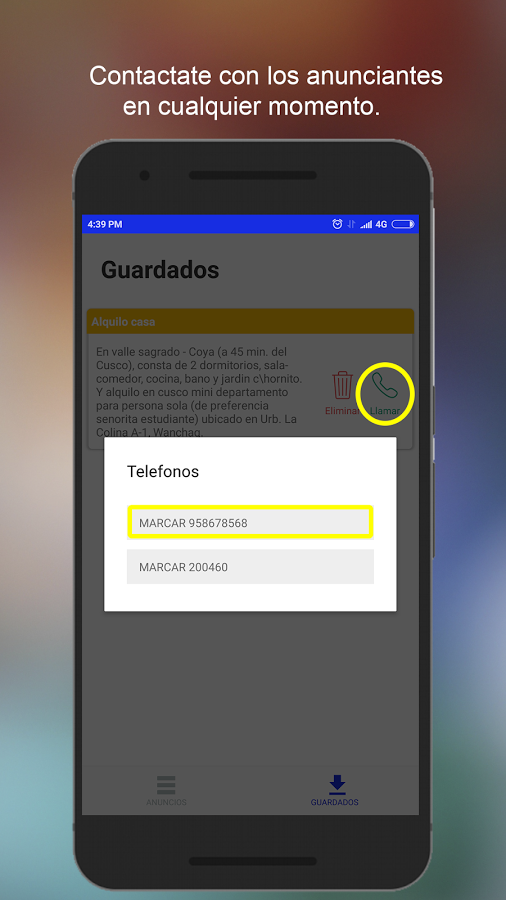 Contactate con los anunciantes
en cualquier momento.
4:39 PM
4G
Guardados
Alquilo casa
En valle sagrado - Coya (a 45 min. del
Cusco), consta de 2 dormitorios, sala-
comedor, cocina, bano y jardin c\hornito.
Y alquilo en cusco mini departamento
para persona sola (de preferencia
senorita estudiante) ubicado en Urb. La
Colina A-1, Wanchaq.
Eliminar
Llamar
Telefonos
MARCAR 958678568
MARCAR 200460
ANUNCIOS
GUARDADOS